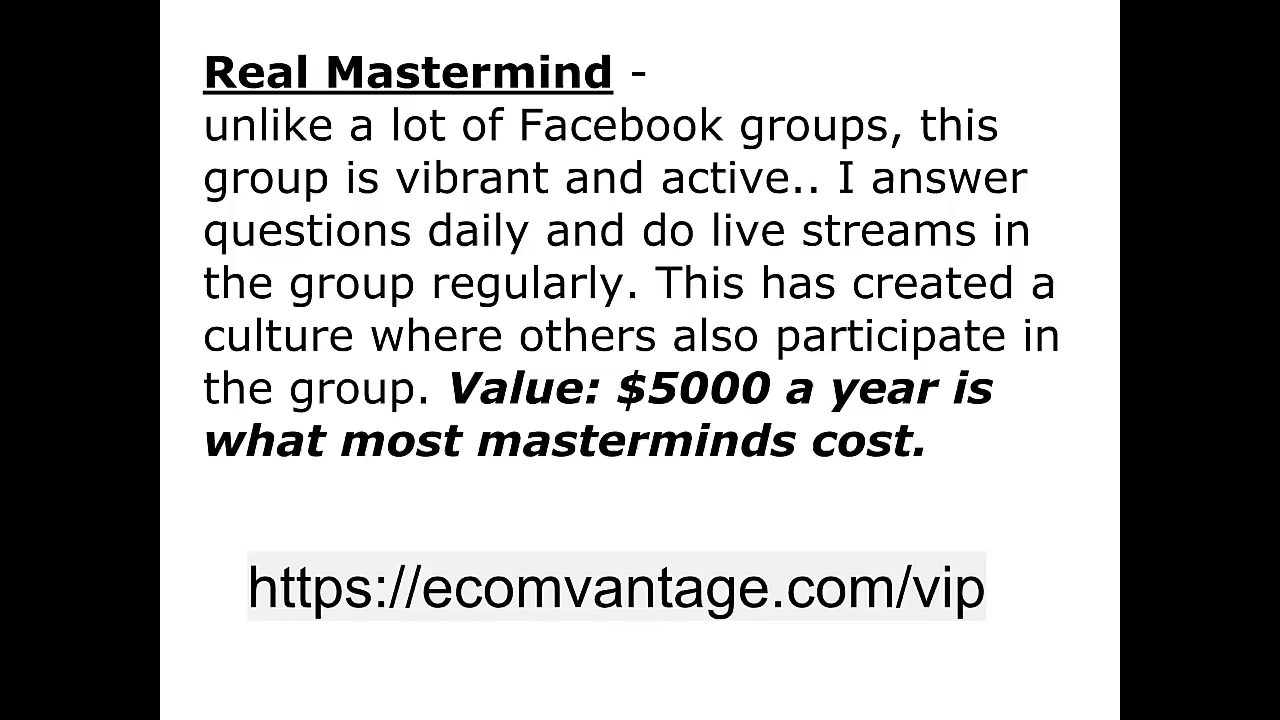 Real Mastermind -
unlike a lot of Facebook groups, this
group is vibrant and active.. I answer
questions daily and do live streams in
the group regularly. This has created a
culture where others also participate in
the group. Value: $5000 a year is
what most masterminds cost.
https://ecomvantage.com/vip